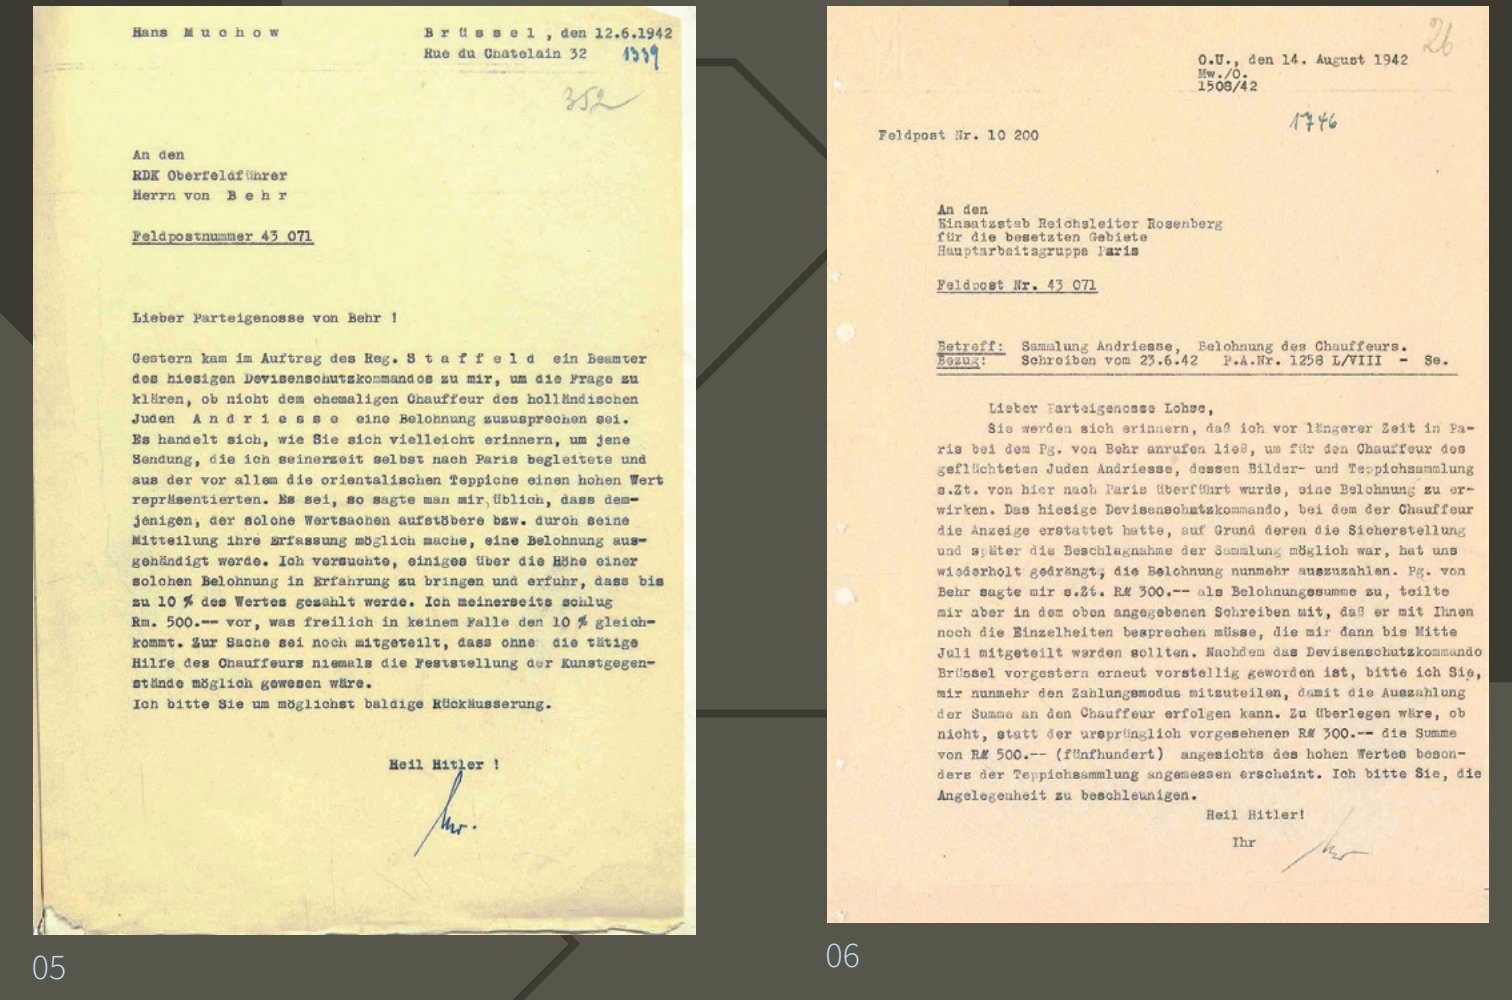 Hans Muchow
Brüssel, den 12.6.1942
Rue du Chatelain 32
1339
352
An den
RDK Oberfeldführer
Herrn von Behr
Feldpostnummer 43 071
Lieber Parteigenosse von Behr !
Gestern kam im Auftrag des Reg. Staffeld ein Beamter
des hiesigen Devisenschutzkommandos zu mir, um die Frage zu
klären, ob nicht dem ehemaligen Chauffeur des holländischen
Juden Andriesse eine Belohnung zuzusprechen sei.
Es handelt sich, wie Sie sich vielleicht erinnern, um jene
Sendung, die ich seinerzeit selbst nach Paris begleitete und
aus der vor allem die orientalischen Teppiche einen hohen Wert
repräsentierten. Es sei, so sagte man mir, üblich, dass dem-
jenigen, der solche Wertsachen aufstöbere bzw. durch seine
Mitteilung ihre Erfassung möglich mache, eine Belohnung aus-
gehändigt werde. Ich versuchte, einiges über die Höhe einer
solchen Belohnung in Erfahrung zu bringen und erfuhr, dass bis
zu 10 % des Wertes gezahlt werde. Ich meinerseits schlug
Rm. 500.-- vor, was freilich in keinem Falle den 10 % gleich-
kommt. Zur Sache sei noch mitgeteilt, dass ohne die tätige
Hilfe des Chauffeurs niemals die Feststellung der Kunstgegen-
stände möglich gewesen wäre.
Ich bitte Sie um möglichst baldige Rückäusserung.
Heil Hitler !
05
26
O.U., den 14. August 1942
Mw./O.
1508/42
1746
Feldpost Nr. 10 200
An den
Einsatzstab Reichsleiter Rosenberg
für die besetzten Gebiete
Hauptarbeitsgruppe Paris
Feldpost Nr. 43 071
Betreff: Sammlung Andriesse, Belohnung des Chauffeurs.
Bezug: Schreiben vom 23.6.42 P.A.Nr. 1258 L/VIII - Se.
Lieber Parteigenosse Lohse,
Sie werden sich erinnern, daß ich vor längerer Zeit in Pa-
ris bei dem Pg. von Behr anrufen ließ, um für den Chauffeur des
geflüchteten Juden Andriesse, dessen Bilder- und Teppichsammlung
s.Zt. von hier nach Paris überführt wurde, eine Belohnung zu er-
wirken. Das hiesige Devisenschutzkommando, bei dem der Chauffeur
die Anzeige erstattet hatte, auf Grund deren die Sicherstellung
und später die Beschlagnahme der Sammlung möglich war, hat uns
wiederholt gedrängt, die Belohnung nunmehr auszuzahlen. Pg. von
Behr sagte mir s.Zt. RM 300.-- als Belohnungssumme zu, teilte
mir aber in dem oben angegebenen Schreiben mit, daß er mit Ihnen
noch die Einzelheiten besprechen müsse, die mir dann bis Mitte
Juli mitgeteilt werden sollten. Nachdem das Devisenschutzkommando
Brüssel vorgestern erneut vorstellig geworden ist, bitte ich Sie,
mir nunmehr den Zahlungsmodus mitzuteilen, damit die Auszahlung
der Summe an den Chauffeur erfolgen kann. Zu überlegen wäre, ob
nicht, statt der ursprünglich vorgesehenen RM 300.-- die Summe
von RM 500.-- (fünfhundert) angesichts des hohen Wertes beson-
ders der Teppichsammlung angemessen erscheint. Ich bitte Sie, die
Angelegenheit zu beschleunigen.
Heil Hitler!
Ihr
06